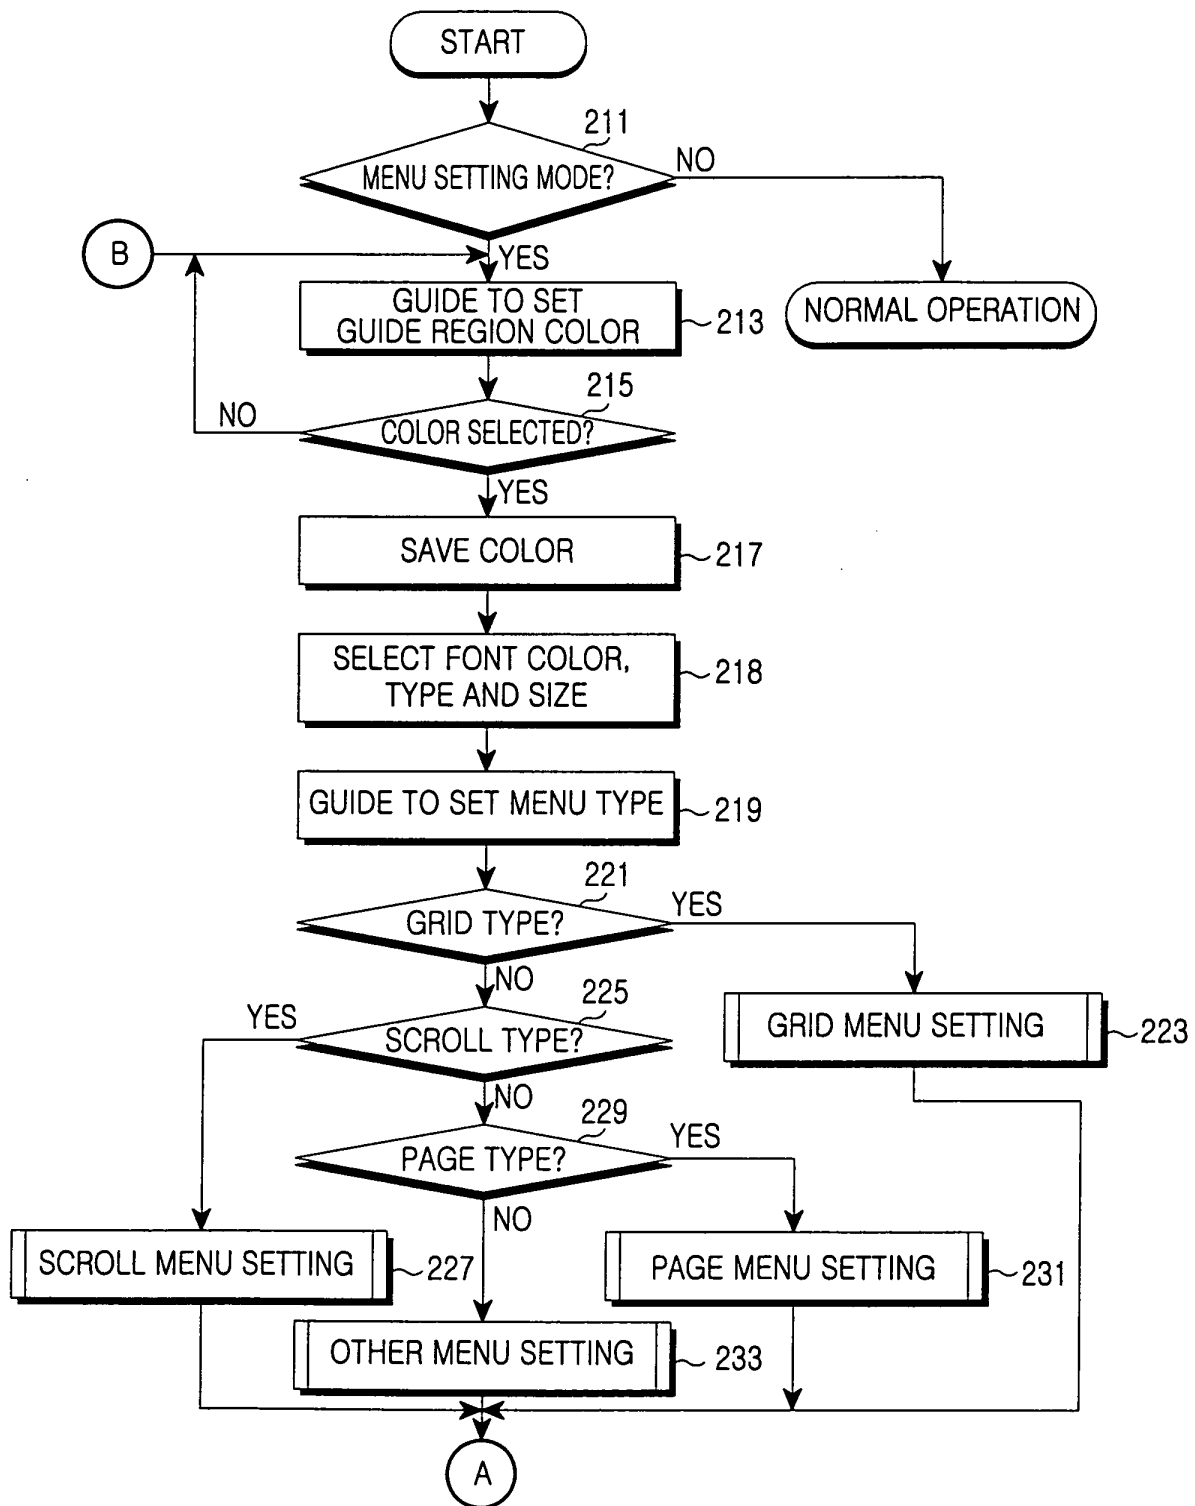 START
211
MENU SETTING MODE?
NO
B
YES
GUIDE TO SET
GUIDE REGION COLOR
213
NORMAL OPERATION
215
NO
COLOR SELECTED?
YES
SAVE COLOR
217
SELECT FONT COLOR,
TYPE AND SIZE
218
GUIDE TO SET MENU TYPE
219
221
GRID TYPE?
YES
NO
225
YES
SCROLL TYPE?
GRID MENU SETTING
223
NO
229
PAGE TYPE?
YES
NO
SCROLL MENU SETTING
227
PAGE MENU SETTING
231
OTHER MENU SETTING
233
A